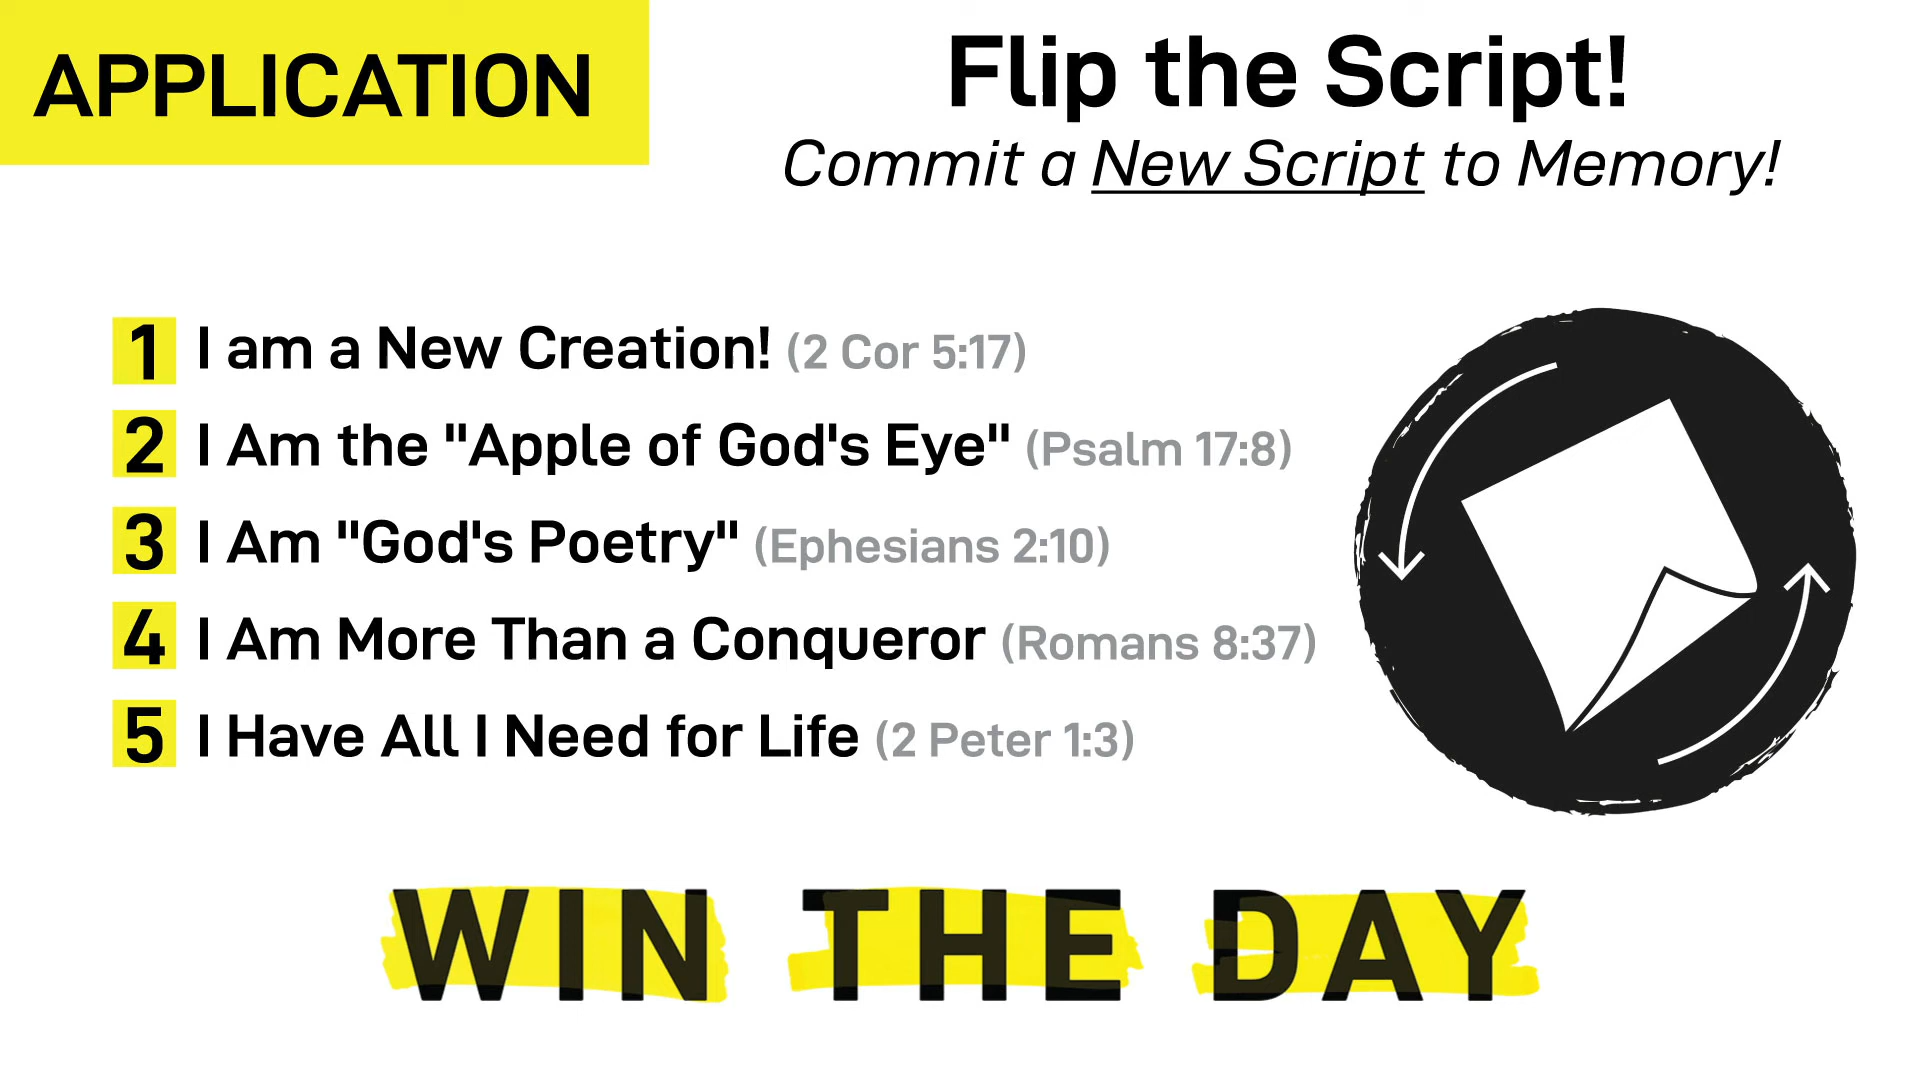 APPLICATION
Flip the Script!
Commit a New Script to Memory!
1 I am a New Creation! (2 Cor 5:17)
2 I Am the "Apple of God's Eye" (Psalm 17:8)
3 I Am "God's Poetry" (Ephesians 2:10)
4 I Am More Than a Conqueror (Romans 8:37)
5 I Have All I Need for Life (2 Peter 1:3)
WIN THE DAY